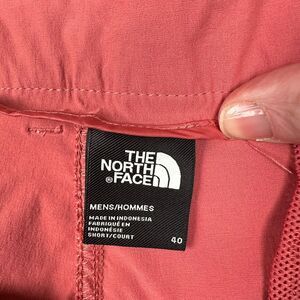 THE
NORTH
®FACE
MENS/HOMMES
MADE IN INDONESIA
FABRIQUÉ EN
INDONÉSIE
SHORT/COURT 40